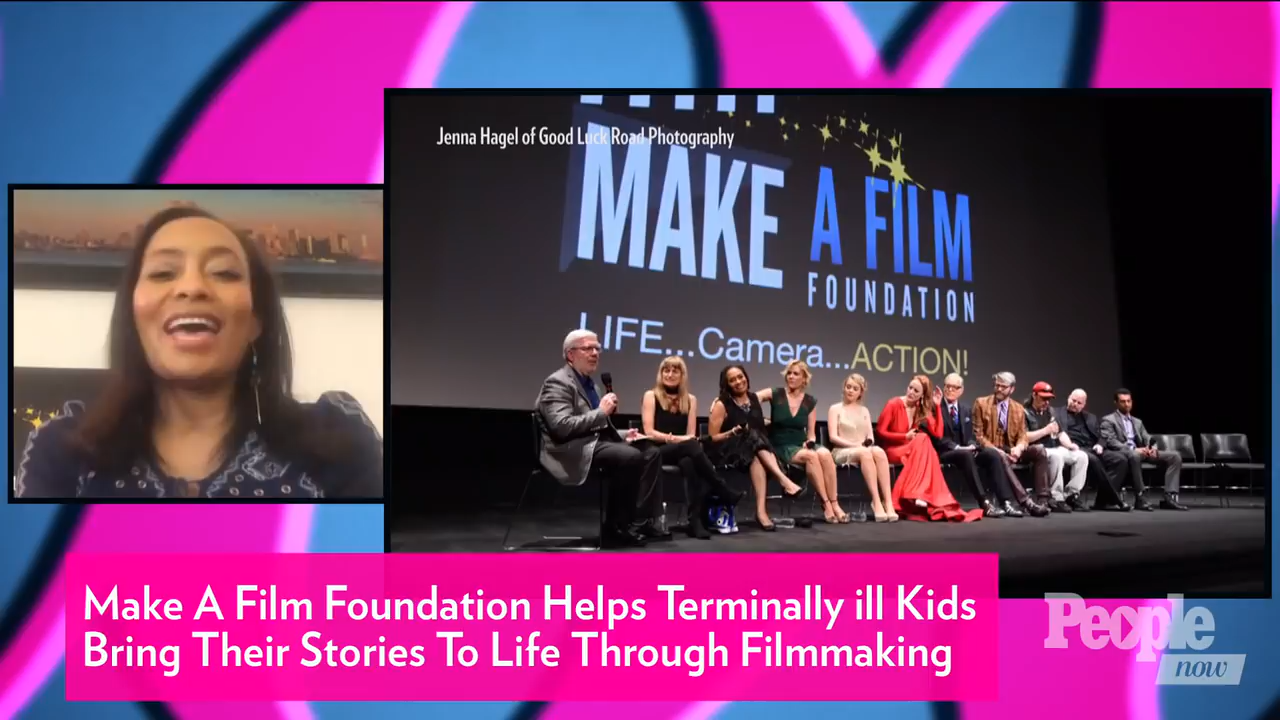 Jenna Hagel of Good Luck Road Photography
MAKE A FILM
FOUNDATION
LIFE...Camera...ACTION!
Make A Film Foundation Helps Terminally ill Kids
Bring Their Stories To Life Through Filmmaking
People
now